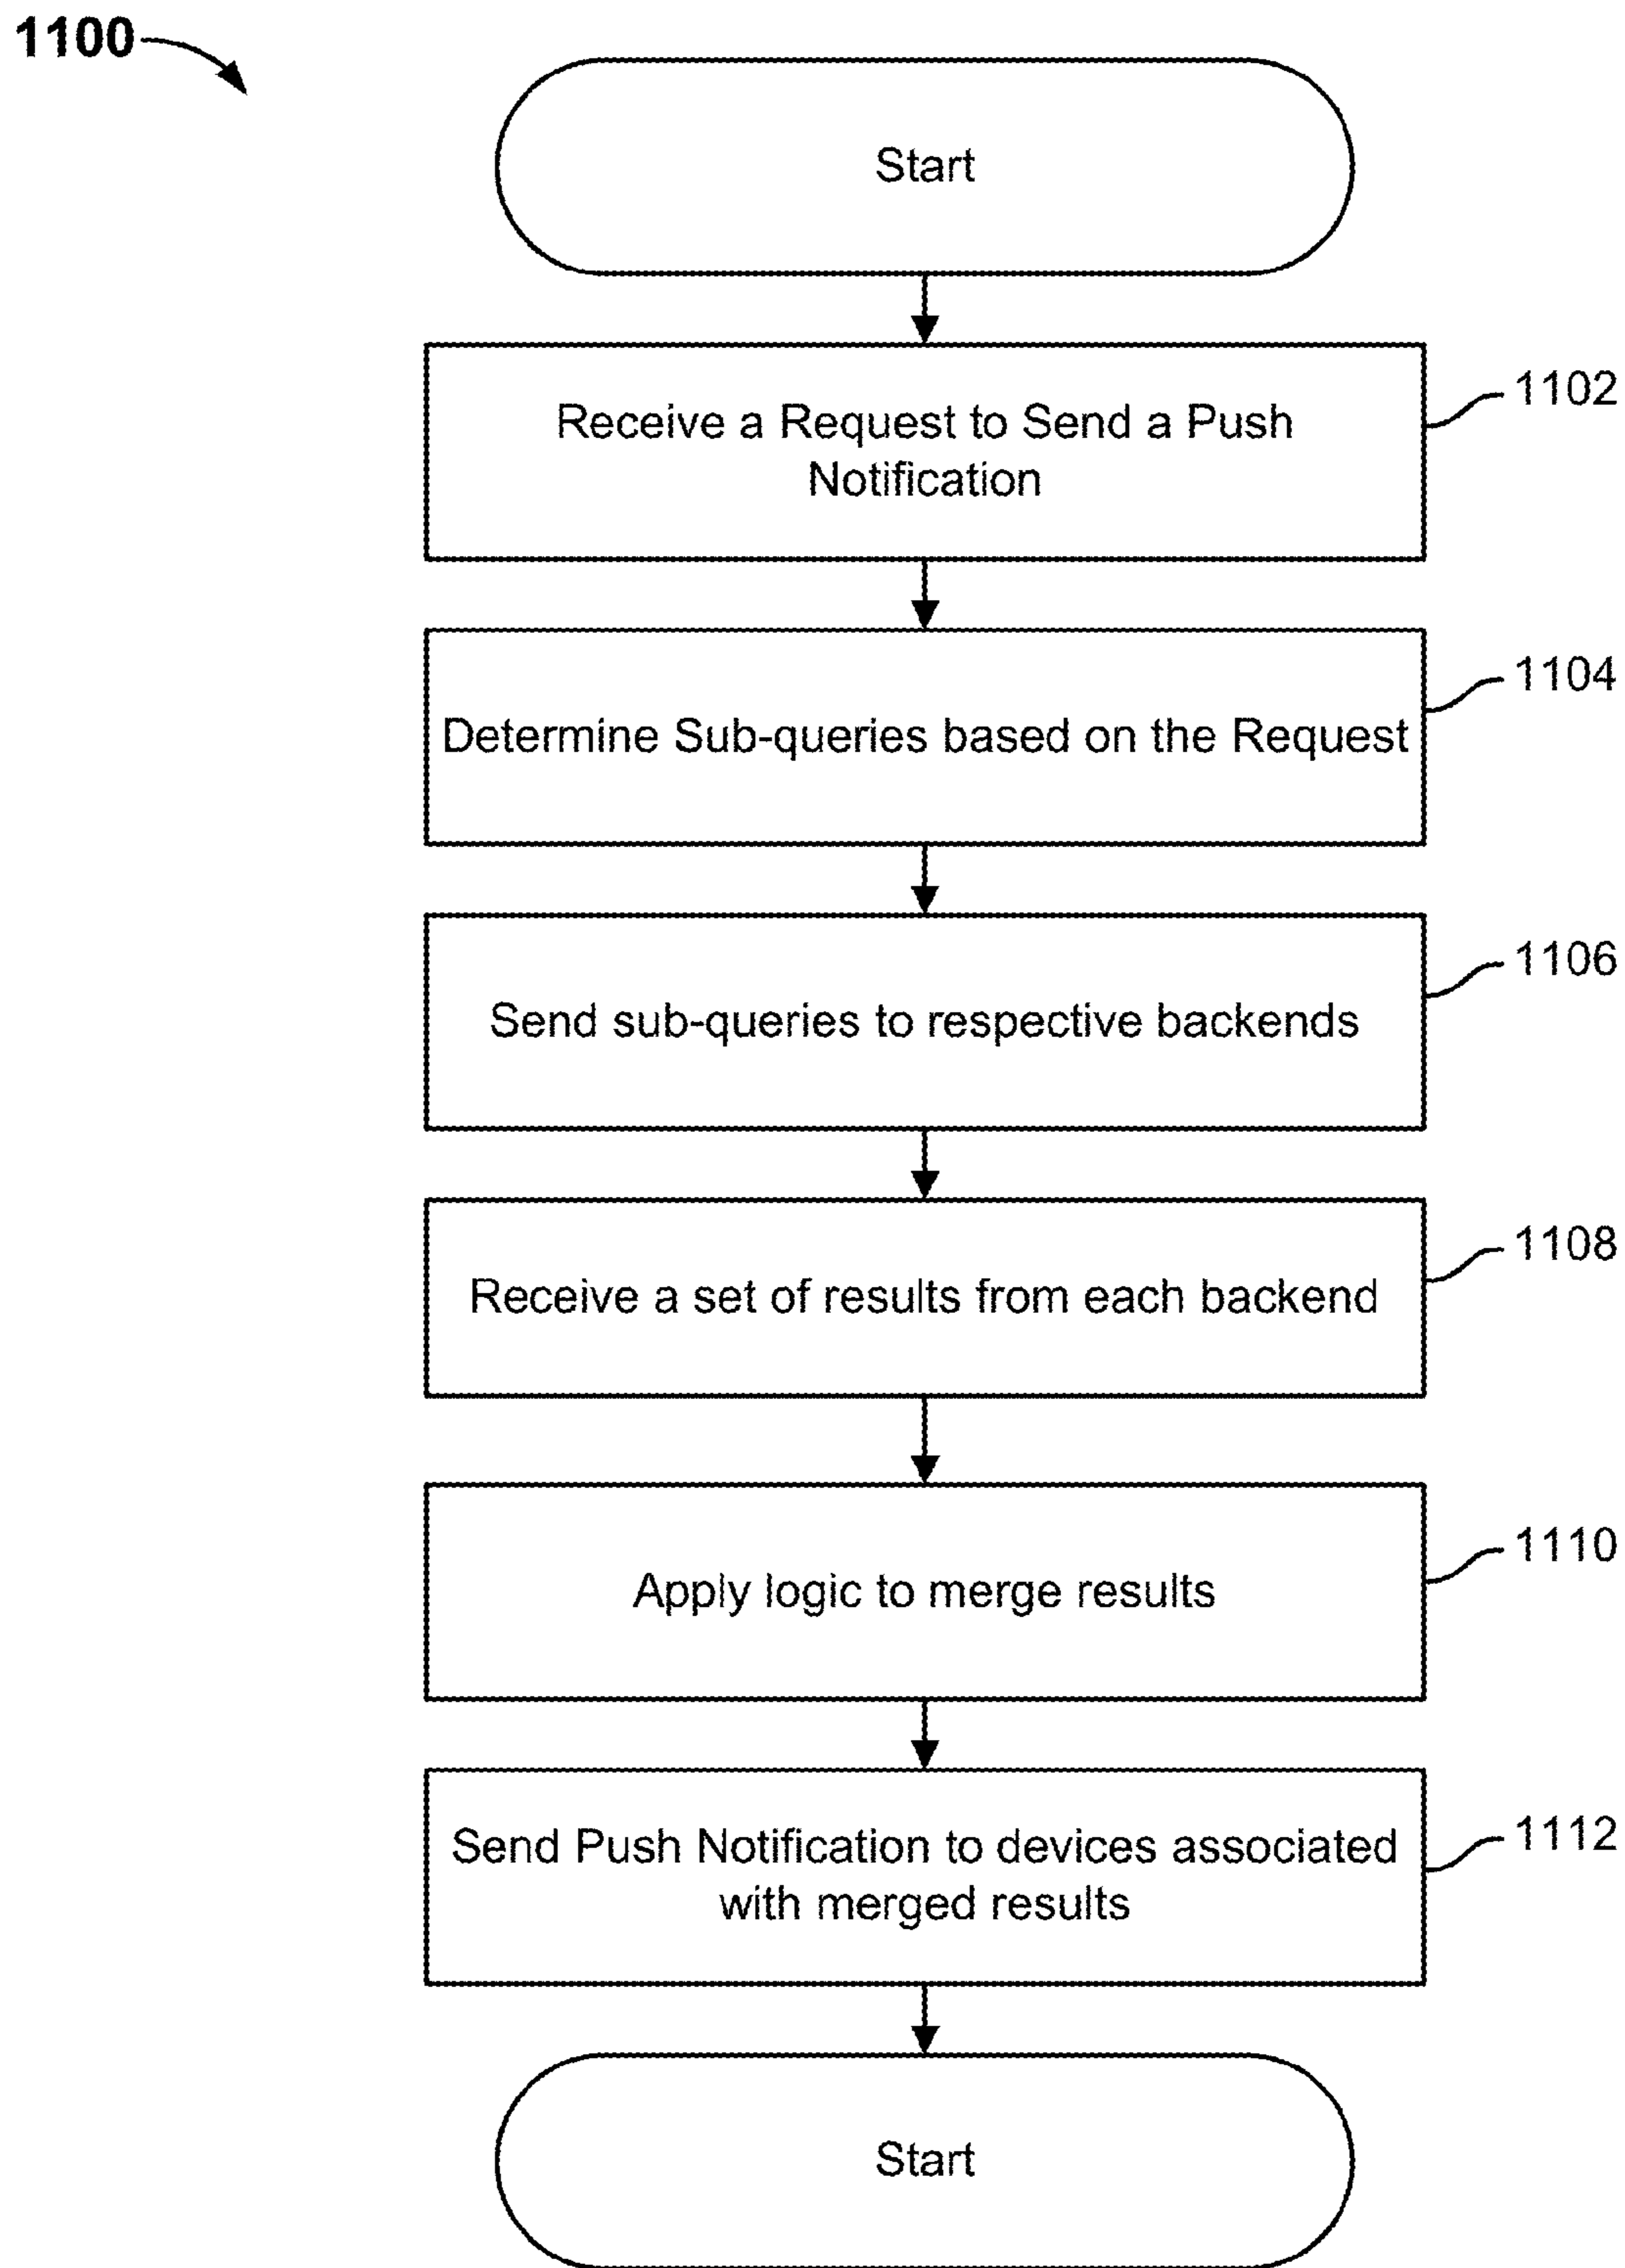 1100
Start
Receive a Request to Send a Push
Notification
1102
Determine Sub-queries based on the Request
1104
Send sub-queries to respective backends
1106
Receive a set of results from each backend
1108
Apply logic to merge results
1110
Send Push Notification to devices associated
with merged results
1112
Start